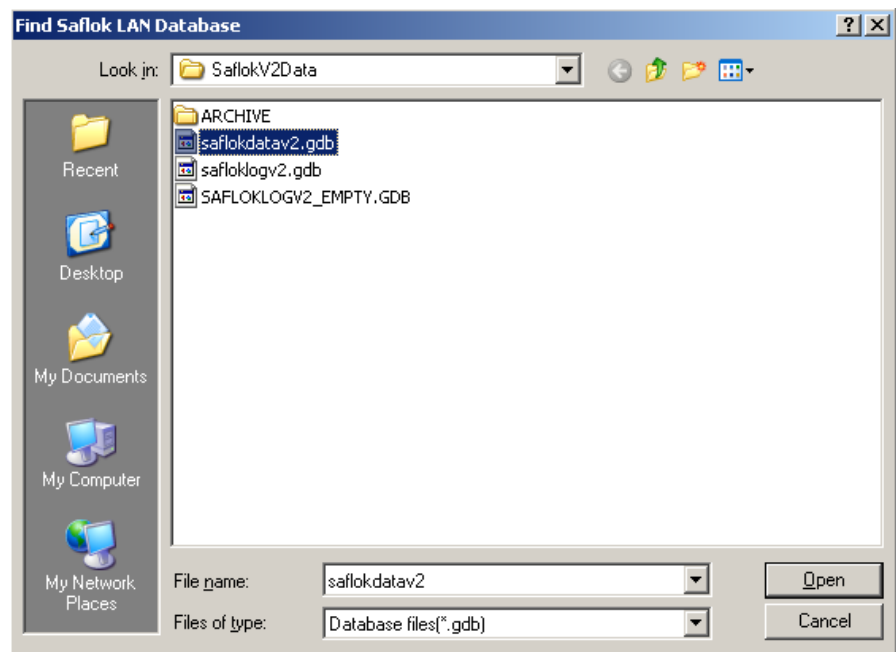 Find Saflok LAN Database
Look in: SaflokV2Data
ARCHIVE
saflokdatav2.gdb
safloklogv2.gdb
SAFLOKLOGV2_EMPTY.GDB
Recent
Desktop
My Documents
My Computer
My Network
Places
File name: saflokdatav2 Open
Files of type: Database files(*.gdb) Cancel